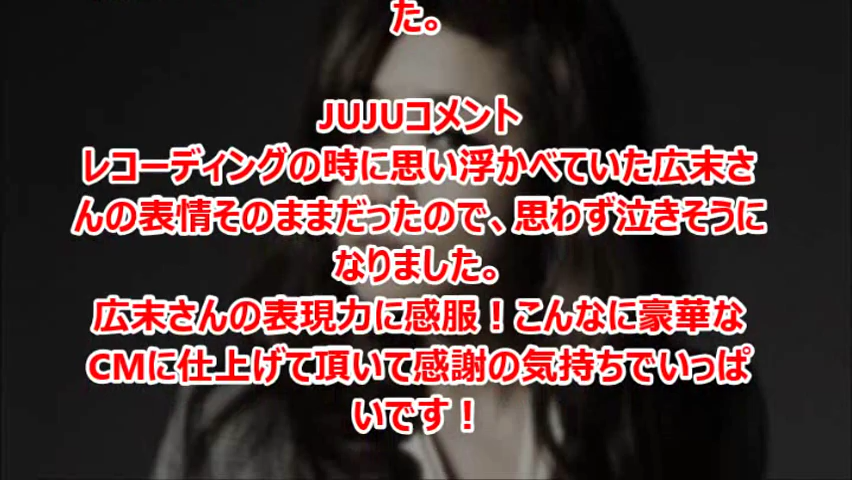 た。
JUJUコメント
レコーディングの時に思い浮かべていた広末さ
んの表情そのままだったので、思わず泣きそうに
なりました。
広末さんの表現力に感服！こんなに豪華な
CMに仕上げて頂いて感謝の気持ちでいっぱ
いです！